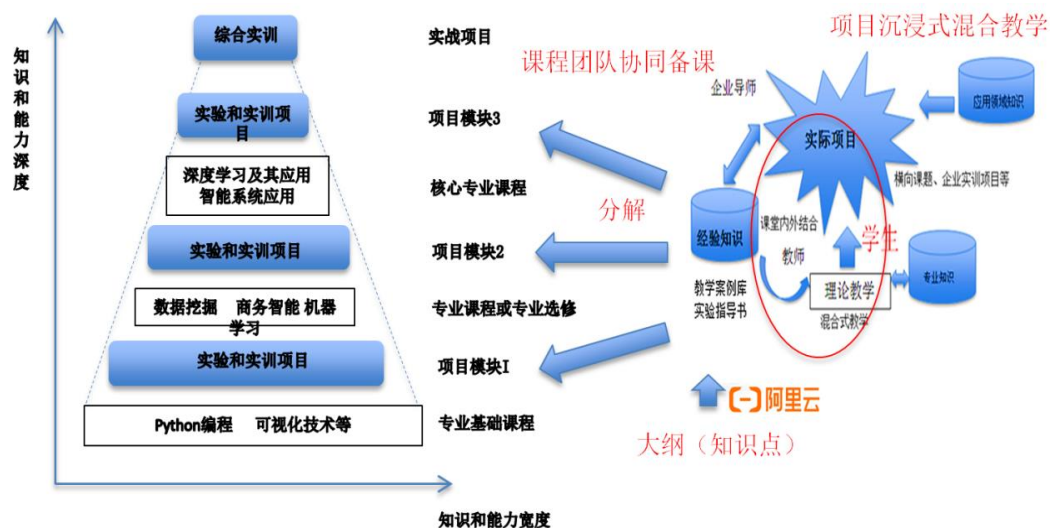 知识和能力深度
综合实训
实验和实训项
目
深度学习及其应用
智能系统应用
实验和实训项目
数据挖掘 商务智能 机器
学习
实验和实训项目
Python编程 可视化技术等
知识和能力宽度
实战项目
项目模块3
核心专业课程
项目模块2
专业课程或专业选修
项目模块I
专业基础课程
课程团队协同备课
项目沉浸式混合教学
分解
企业导师
实际项目
应用领域知识
横向课题、企业实训项目等
经验知识
课堂内外结合
教师
学生
教学案例库
实验指导书
理论教学
混合式教学
专业知识
阿里云
大纲（知识点）